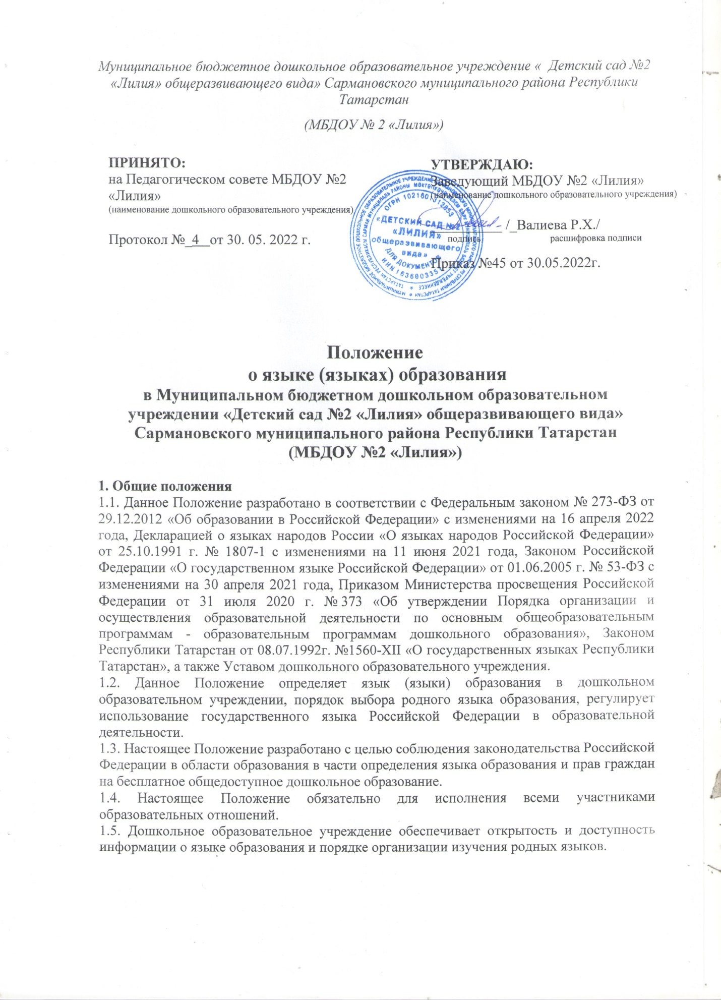 Муниципальное бюджетное дошкольное образовательное учреждение «  Детский сад №2
«Лилия» общеразвивающего вида» Сармановского муниципального района Республики
Татарстан
(МБДОУ № 2 «Лилия»)
ПРИНЯТО:
на Педагогическом совете МБДОУ №2
«Лилия»
(наименование дошкольного образовательного учреждения)
Протокол №_4__от 30. 05. 2022 г.
УТВЕРЖДАЮ:
Заведующий МБДОУ №2 «Лилия»
(наименование дошкольного образовательного учреждения)
__________ /_Валиева Р.Х./
подпись расшифровка подписи
Приказ №45 от 30.05.2022г.
ОГРН 1021601312853
«ДЕТСКИЙ САД №2
«ЛИЛИЯ»
общеразвивающего
вида»
ДЛЯ ДОКУМЕНТОВ
ИНН 1636003351
Положение
о языке (языках) образования
в Муниципальном бюджетном дошкольном образовательном
учреждении «Детский сад №2 «Лилия» общеразвивающего вида»
Сармановского муниципального района Республики Татарстан
(МБДОУ №2 «Лилия»)
1. Общие положения
1.1. Данное Положение разработано в соответствии с Федеральным законом № 273-ФЗ от
29.12.2012 «Об образовании в Российской Федерации» с изменениями на 16 апреля 2022
года, Декларацией о языках народов России «О языках народов Российской Федерации»
от 25.10.1991 г. № 1807-1 с изменениями на 11 июня 2021 года, Законом Российской
Федерации «О государственном языке Российской Федерации» от 01.06.2005 г. № 53-ФЗ с
изменениями на 30 апреля 2021 года, Приказом Министерства просвещения Российской
Федерации от 31 июля 2020 г. № 373 «Об утверждении Порядка организации и
осуществления образовательной деятельности по основным общеобразовательным
программам - образовательным программам дошкольного образования», Законом
Республики Татарстан от 08.07.1992г. №1560-XII «О государственных языках Республики
Татарстан», а также Уставом дошкольного образовательного учреждения.
1.2. Данное Положение определяет язык (языки) образования в дошкольном
образовательном учреждении, порядок выбора родного языка образования, регулирует
использование государственного языка Российской Федерации в образовательной
деятельности.
1.3. Настоящее Положение разработано с целью соблюдения законодательства Российской
Федерации в области образования в части определения языка образования и прав граждан
на бесплатное общедоступное дошкольное образование.
1.4. Настоящее Положение обязательно для исполнения всеми участниками
образовательных отношений.
1.5. Дошкольное образовательное учреждение обеспечивает открытость и доступность
информации о языке образования и порядке организации изучения родных языков.